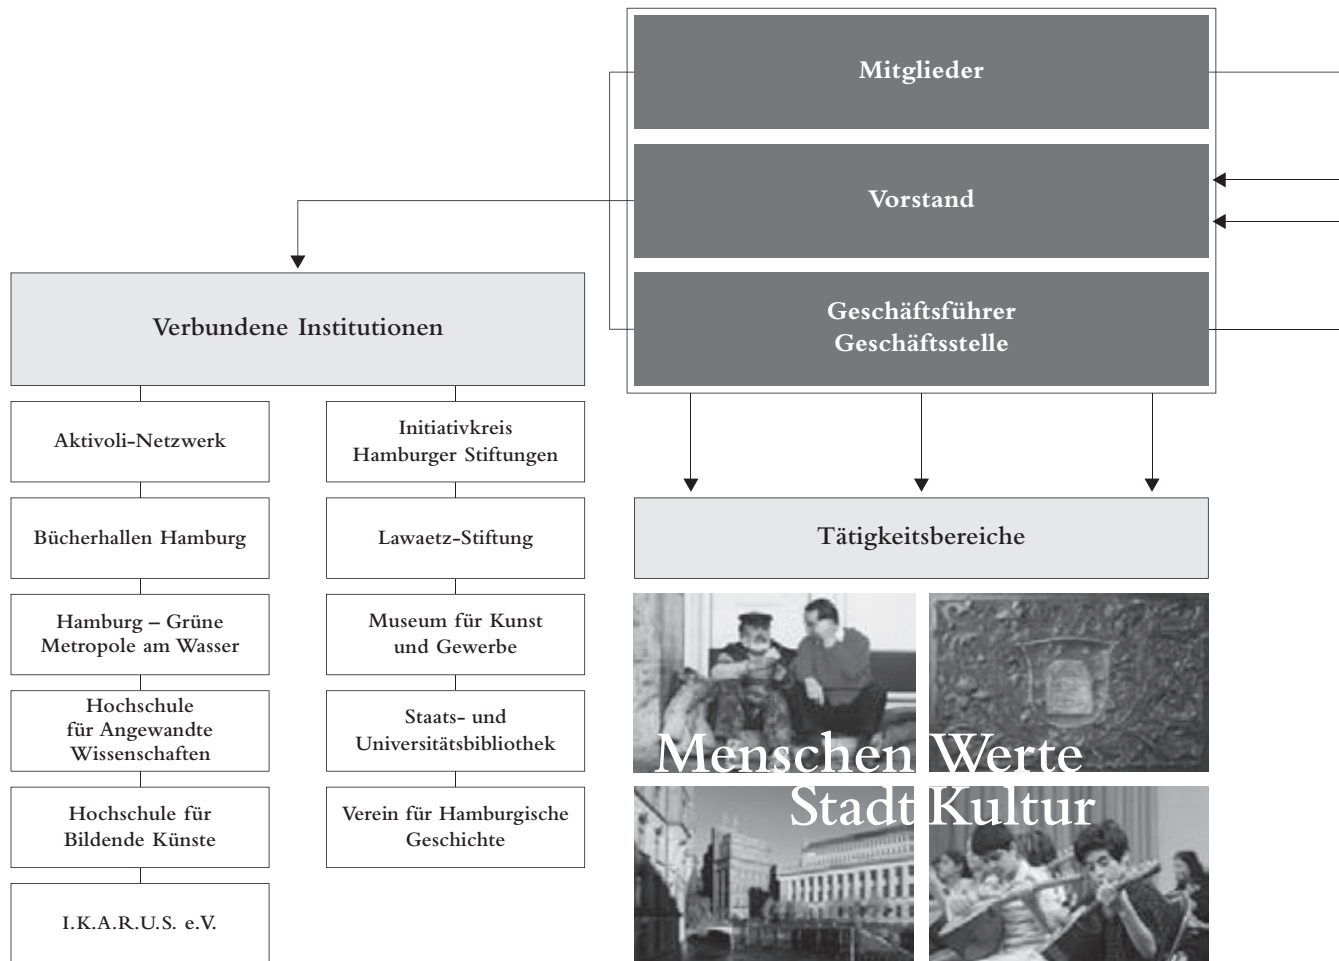 Mitglieder
Vorstand
Geschäftsführer
Geschäftsstelle
Verbundene Institutionen
Aktivoli-Netzwerk
Bücherhallen Hamburg
Hamburg – Grüne
Metropole am Wasser
Hochschule
für Angewandte
Wissenschaften
Hochschule für
Bildende Künste
I.K.A.R.U.S. e.V.
Initiativkreis
Hamburger Stiftungen
Lawaetz-Stiftung
Museum für Kunst
und Gewerbe
Staats- und
Universitätsbibliothek
Verein für Hamburgische
Geschichte
Tätigkeitsbereiche
Menschen Werte
Stadt Kultur